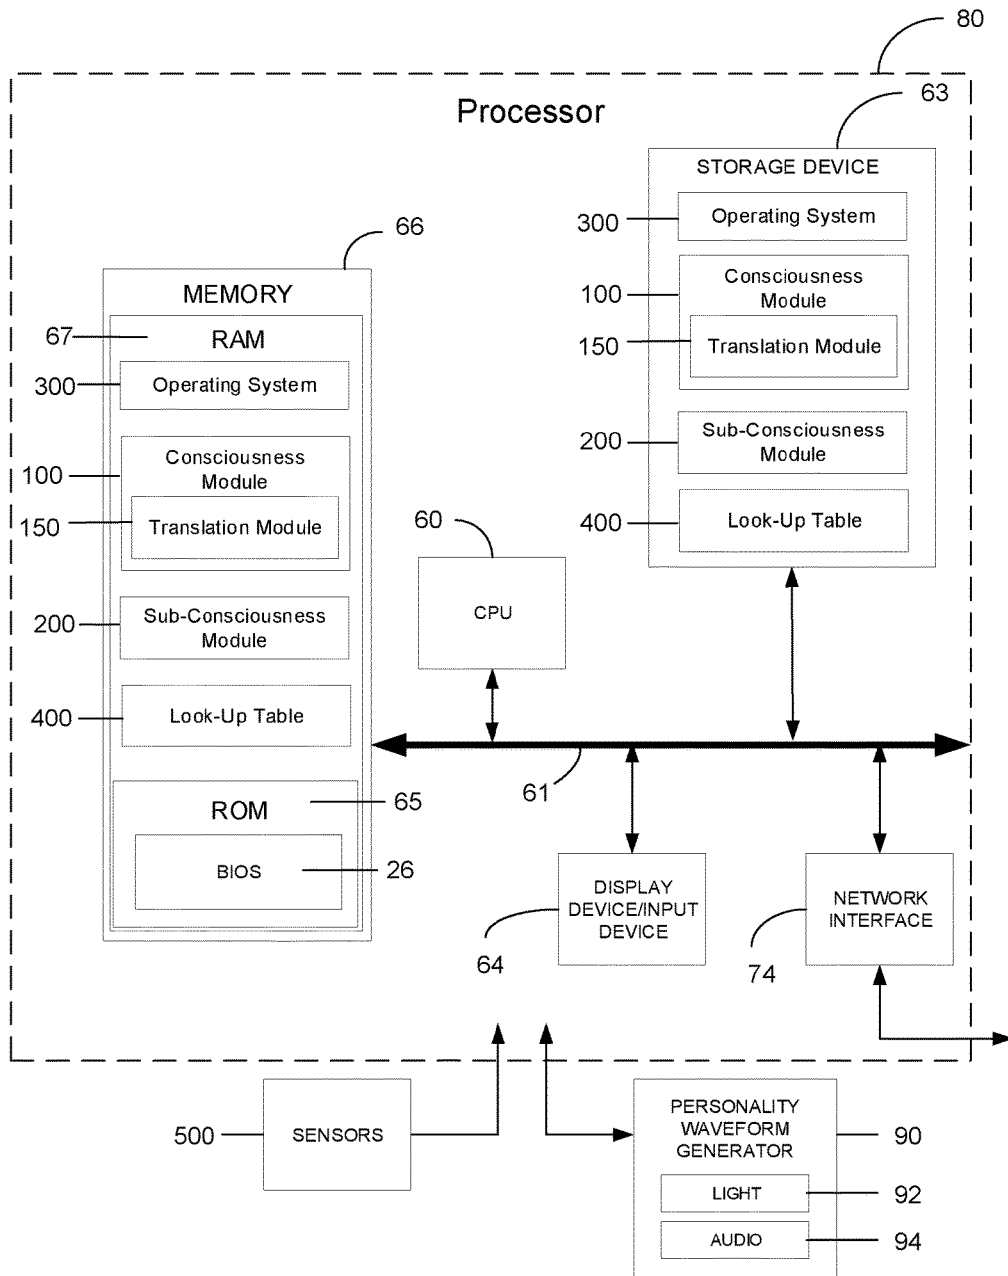 80
Processor
63
STORAGE DEVICE
300
Operating System
100
Consciousness
Module
150
Translation Module
200
Sub-Consciousness
Module
400
Look-Up Table
66
MEMORY
67
RAM
300
Operating System
100
Consciousness
Module
150
Translation Module
200
Sub-Consciousness
Module
400
Look-Up Table
ROM
65
BIOS
26
60
CPU
61
DISPLAY
DEVICE/INPUT
DEVICE
64
NETWORK
INTERFACE
74
500
SENSORS
PERSONALITY
WAVEFORM
GENERATOR
90
LIGHT
92
AUDIO
94